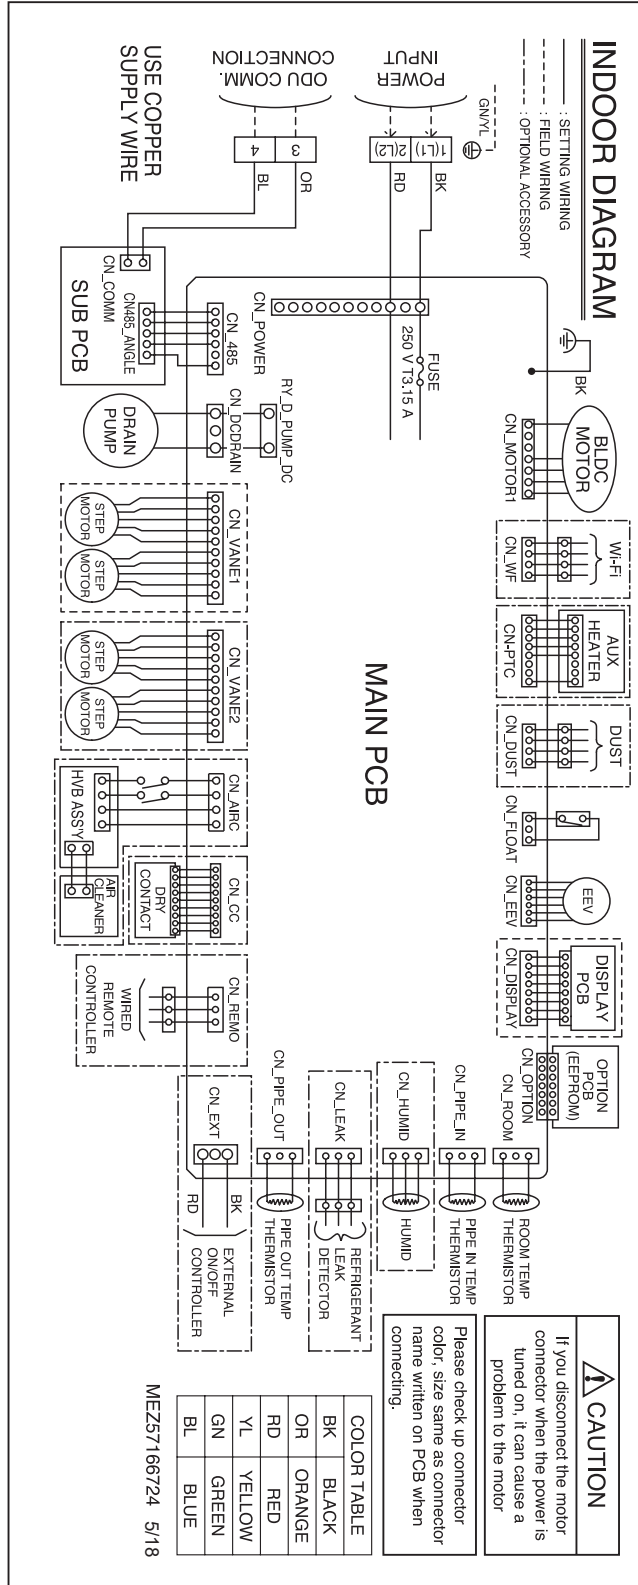 INDOOR DIAGRAM
: SETTING WIRING
: FIELD WIRING
: OPTIONAL ACCESSORY
GN/YL
POWER
INPUT
1(L1)
2(L2)
BK
RD
ODU COMM.
CONNECTION
3
4
OR
BL
USE COPPER
SUPPLY WIRE
CN_COMM
CN485_ANGLE
SUB PCB
CN_485
CN_POWER
FUSE
250 V T3.15 A
BK
BLDC
MOTOR
CN_MOTOR1
RY_D_PUMP_DC
CN_DCDRAIN
DRAIN
PUMP
Wi-Fi
CN_WF
CN_VANE1
STEP
MOTOR
STEP
MOTOR
AUX
HEATER
CN-PTC
MAIN PCB
CN_VANE2
STEP
MOTOR
STEP
MOTOR
DUST
CN_DUST
CN_AIRC
HVB ASS'Y
AIR
CLEANER
CN_FLOAT
CN_CC
DRY
CONTACT
EEV
CN_EEV
DISPLAY
PCB
CN_DISPLAY
CN_REMO
WIRED
REMOTE
CONTROLLER
OPTION
PCB
(EEPROM)
CN_OPTION
CN_ROOM
ROOM TEMP
THERMISTOR
CN_PIPE_IN
PIPE IN TEMP
THERMISTOR
CN_HUMID
HUMID
CN_LEAK
REFRIGERANT
LEAK
DETECTOR
CN_PIPE_OUT
PIPE OUT TEMP
THERMISTOR
CN_EXT
BK
RD
EXTERNAL
ON/OFF
CONTROLLER
CAUTION
If you disconnect the motor
connector when the power is
tuned on, it can cause a
problem to the motor
Please check up connector
color, size same as connector
name written on PCB when
connecting.
COLOR TABLE
BK BLACK
OR ORANGE
RD RED
YL YELLOW
GN GREEN
BL BLUE
MEZ57166724 5/18